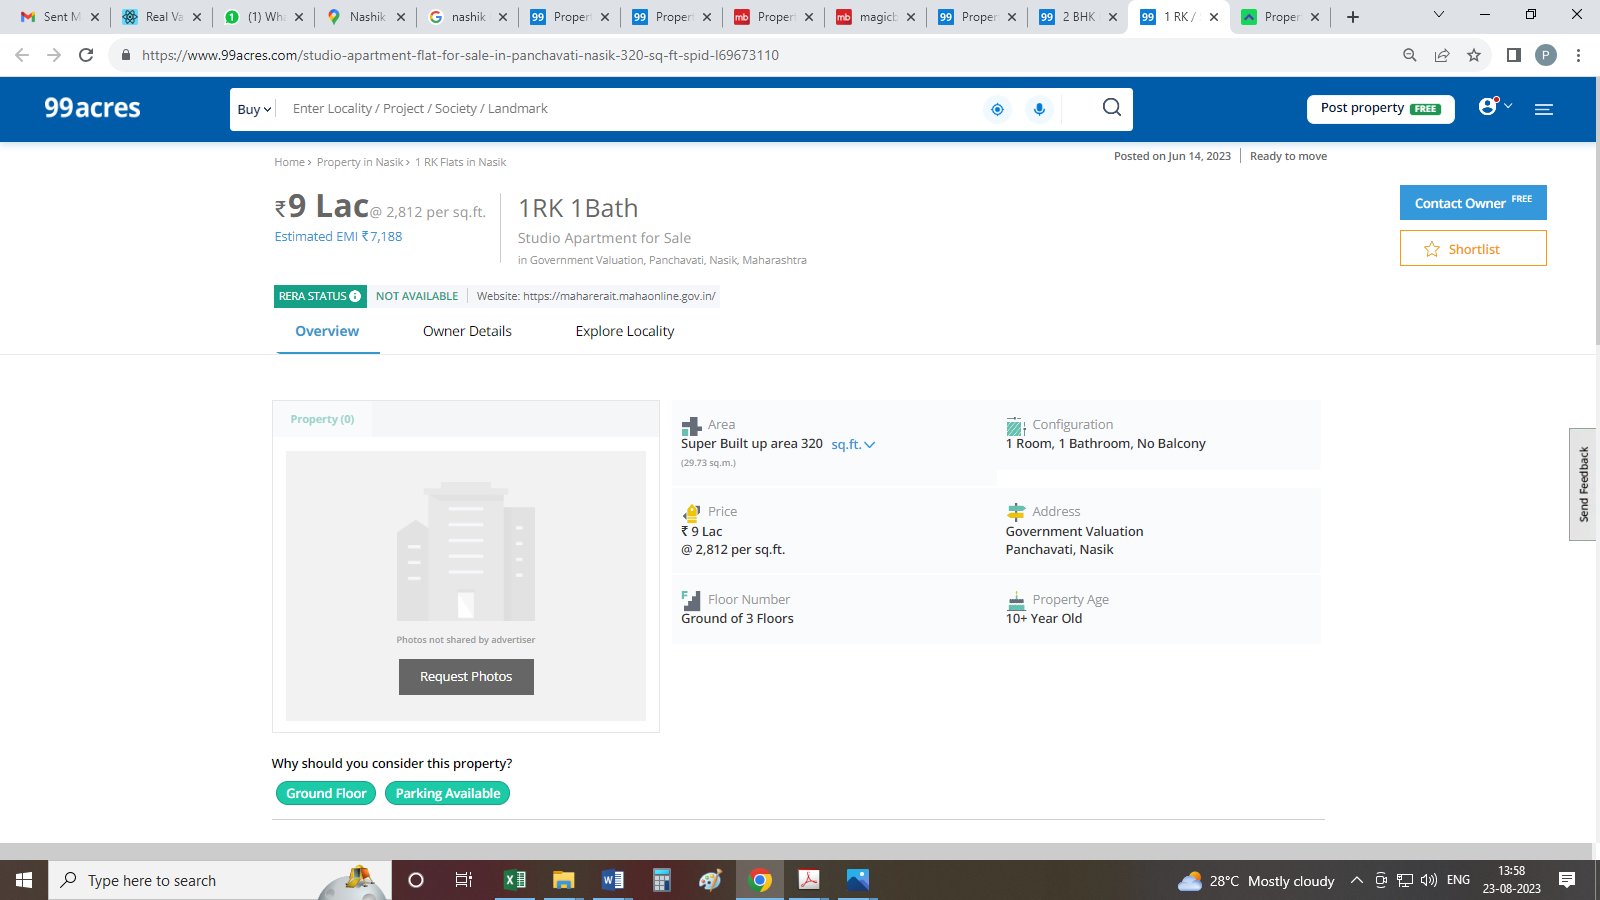 Sent M
Real Va
(1) Wha
Nashik
nashik
Propert
Propert
Propert
magicb
Propert
2 BHK
1 RK /
Proper
https://www.99acres.com/studio-apartment-flat-for-sale-in-panchavati-nasik-320-sq-ft-spid-I69673110
P
99acres
Buy
Enter Locality / Project / Society / Landmark
Post property FREE
Home › Property in Nasik › 1 RK Flats in Nasik
Posted on Jun 14, 2023 | Ready to move
₹9 Lac @ 2,812 per sq.ft.
Estimated EMI ₹7,188
1RK 1Bath
Studio Apartment for Sale
in Government Valuation, Panchavati, Nasik, Maharashtra
Contact Owner FREE
Shortlist
RERA STATUS i NOT AVAILABLE | Website: https://maharerait.mahaonline.gov.in/
Overview
Owner Details
Explore Locality
Property (0)
Photos not shared by advertiser
Request Photos
Area
Super Built up area 320 sq.ft.
(29.73 sq.m.)
Configuration
1 Room, 1 Bathroom, No Balcony
Price
₹ 9 Lac
@ 2,812 per sq.ft.
Address
Government Valuation
Panchavati, Nasik
Floor Number
Ground of 3 Floors
Property Age
10+ Year Old
Send Feedback
Why should you consider this property?
Ground Floor
Parking Available
Type here to search
28°C Mostly cloudy
ENG
13:58
23-08-2023